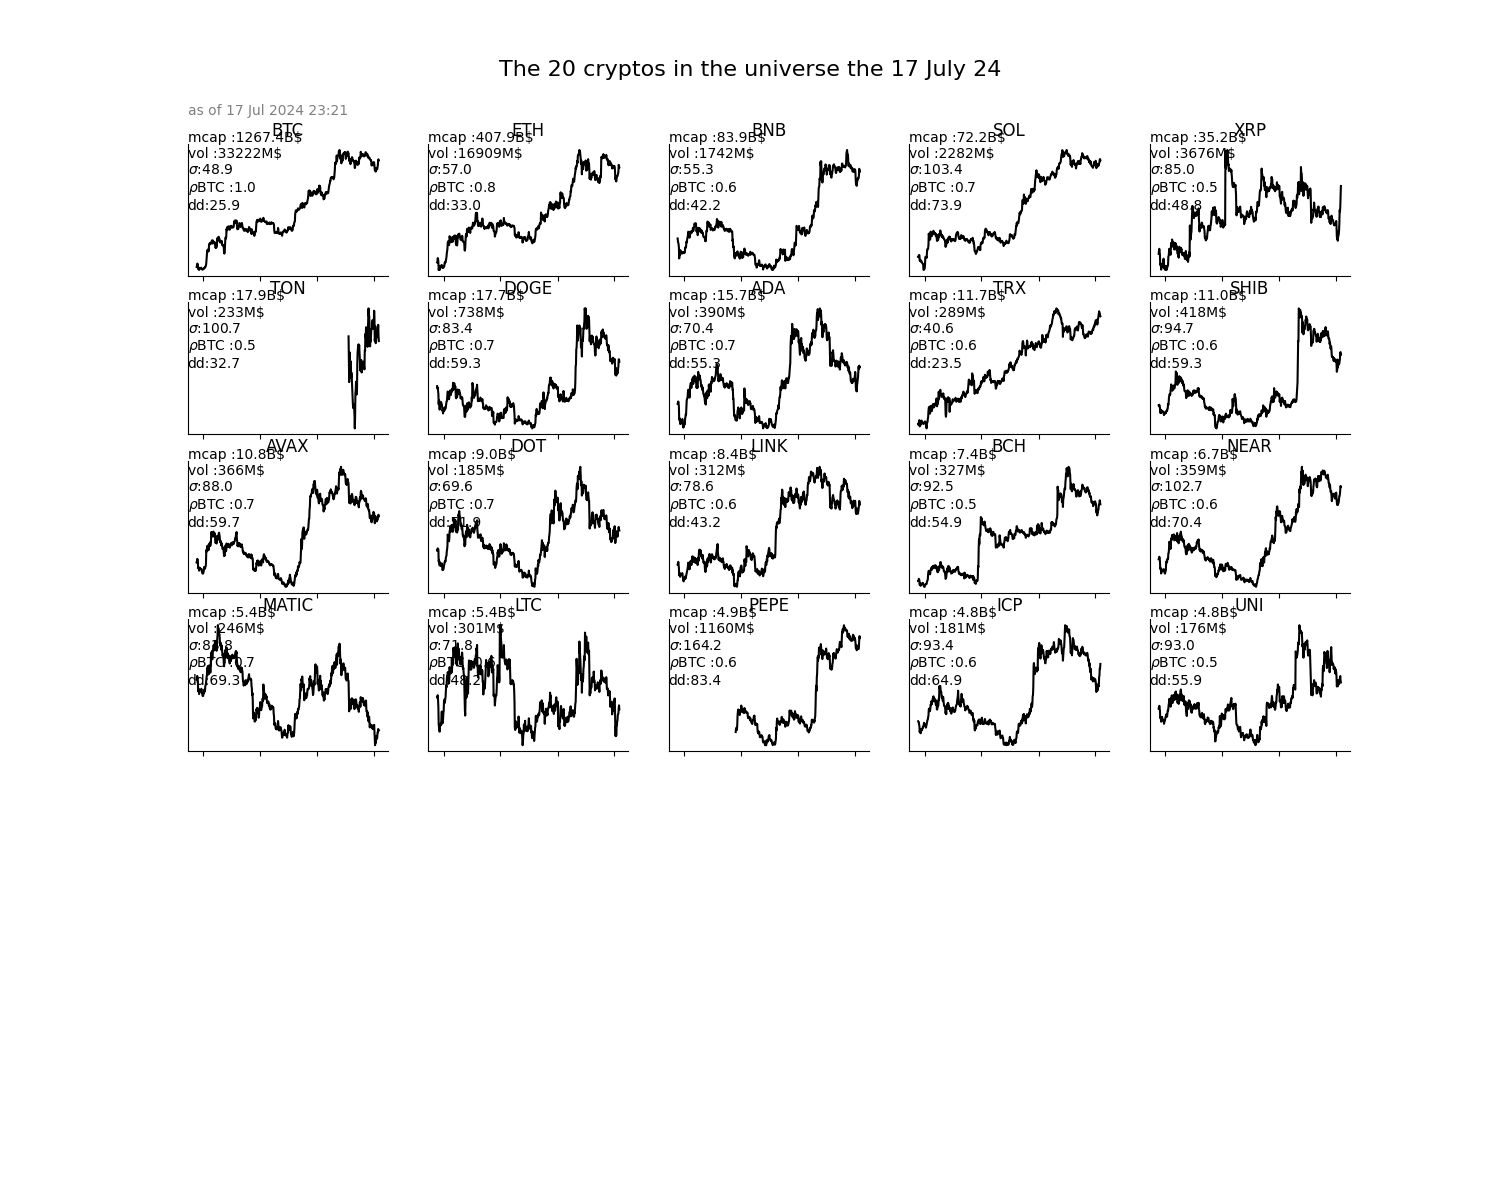 The 20 cryptos in the universe the 17 July 24
as of 17 Jul 2024 23:21
BTC
mcap :1267.4B$
vol :33222M$
σ:48.9
ρBTC :1.0
dd:25.9
ETH
mcap :407.9B$
vol :16909M$
σ:57.0
ρBTC :0.8
dd:33.0
BNB
mcap :83.9B$
vol :1742M$
σ:55.3
ρBTC :0.6
dd:42.2
SOL
mcap :72.2B$
vol :2282M$
σ:103.4
ρBTC :0.7
dd:73.9
XRP
mcap :35.2B$
vol :3676M$
σ:85.0
ρBTC :0.5
dd:48.8
TON
mcap :17.9B$
vol :233M$
σ:100.7
ρBTC :0.5
dd:32.7
DOGE
mcap :17.7B$
vol :738M$
σ:83.4
ρBTC :0.7
dd:59.3
ADA
mcap :15.7B$
vol :390M$
σ:70.4
ρBTC :0.7
dd:55.3
TRX
mcap :11.7B$
vol :289M$
σ:40.6
ρBTC :0.6
dd:23.5
SHIB
mcap :11.0B$
vol :418M$
σ:94.7
ρBTC :0.6
dd:59.3
AVAX
mcap :10.8B$
vol :366M$
σ:88.0
ρBTC :0.7
dd:59.7
DOT
mcap :9.0B$
vol :185M$
σ:69.6
ρBTC :0.7
LINK
mcap :8.4B$
vol :312M$
σ:78.6
ρBTC :0.6
dd:43.2
BCH
mcap :7.4B$
vol :327M$
σ:92.5
ρBTC :0.5
dd:54.9
NEAR
mcap :6.7B$
vol :359M$
σ:102.7
ρBTC :0.6
dd:70.4
MATIC
mcap :5.4B$
vol :246M$
ρBTC :0.7
dd:69.3
LTC
mcap :5.4B$
vol :301M$
σ:71.8
dd:48.2
PEPE
mcap :4.9B$
vol :1160M$
σ:164.2
ρBTC :0.6
dd:83.4
ICP
mcap :4.8B$
vol :181M$
σ:93.4
ρBTC :0.6
dd:64.9
UNI
mcap :4.8B$
vol :176M$
σ:93.0
ρBTC :0.5
dd:55.9